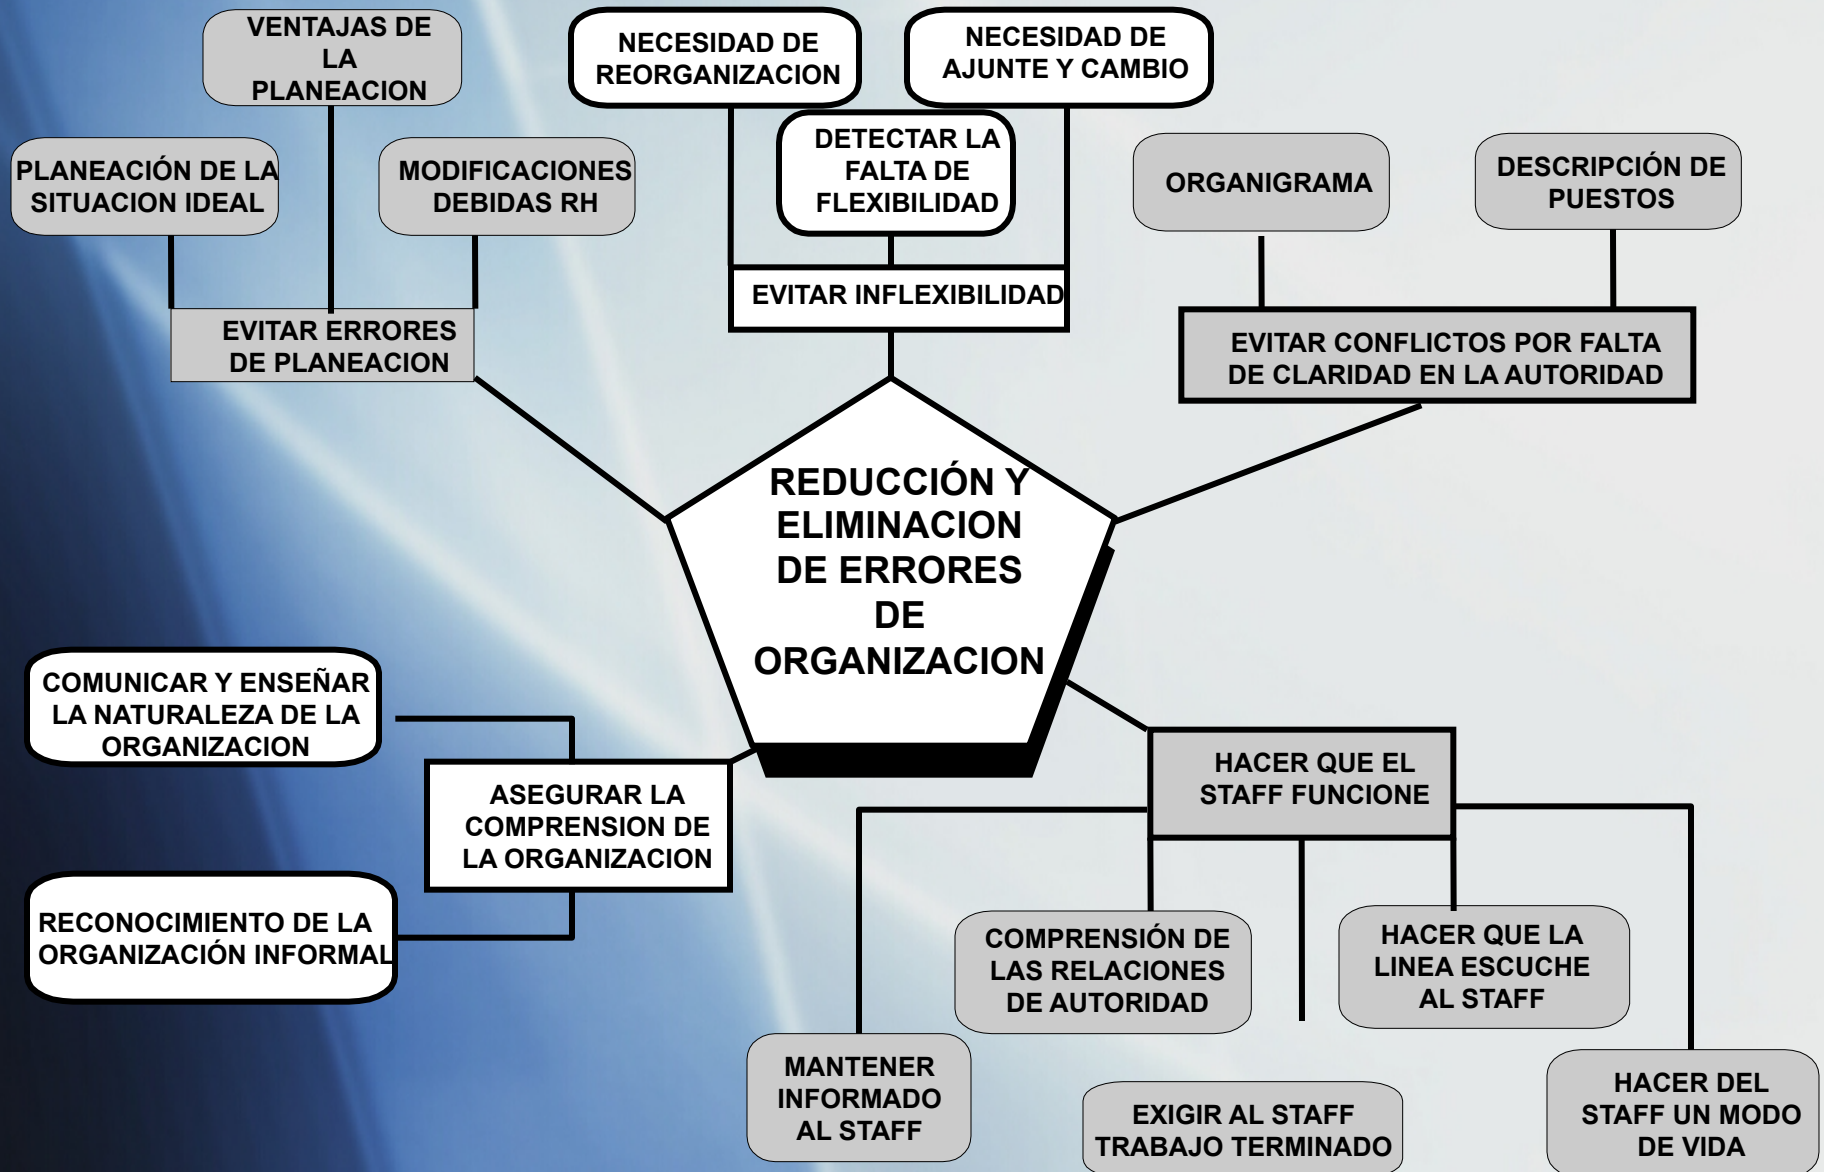 VENTAJAS DE
LA
PLANEACION
PLANEACIÓN DE LA
SITUACION IDEAL
MODIFICACIONES
DEBIDAS RH
EVITAR ERRORES
DE PLANEACION
NECESIDAD DE
REORGANIZACION
NECESIDAD DE
AJUNTE Y CAMBIO
DETECTAR LA
FALTA DE
FLEXIBILIDAD
EVITAR INFLEXIBILIDAD
ORGANIGRAMA
DESCRIPCIÓN DE
PUESTOS
EVITAR CONFLICTOS POR FALTA
DE CLARIDAD EN LA AUTORIDAD
REDUCCIÓN Y
ELIMINACION
DE ERRORES
DE
ORGANIZACION
COMUNICAR Y ENSEÑAR
LA NATURALEZA DE LA
ORGANIZACION
ASEGURAR LA
COMPRENSION DE
LA ORGANIZACION
RECONOCIMIENTO DE LA
ORGANIZACIÓN INFORMAL
HACER QUE EL
STAFF FUNCIONE
COMPRENSIÓN DE
LAS RELACIONES
DE AUTORIDAD
HACER QUE LA
LINEA ESCUCHE
AL STAFF
MANTENER
INFORMADO
AL STAFF
EXIGIR AL STAFF
TRABAJO TERMINADO
HACER DEL
STAFF UN MODO
DE VIDA